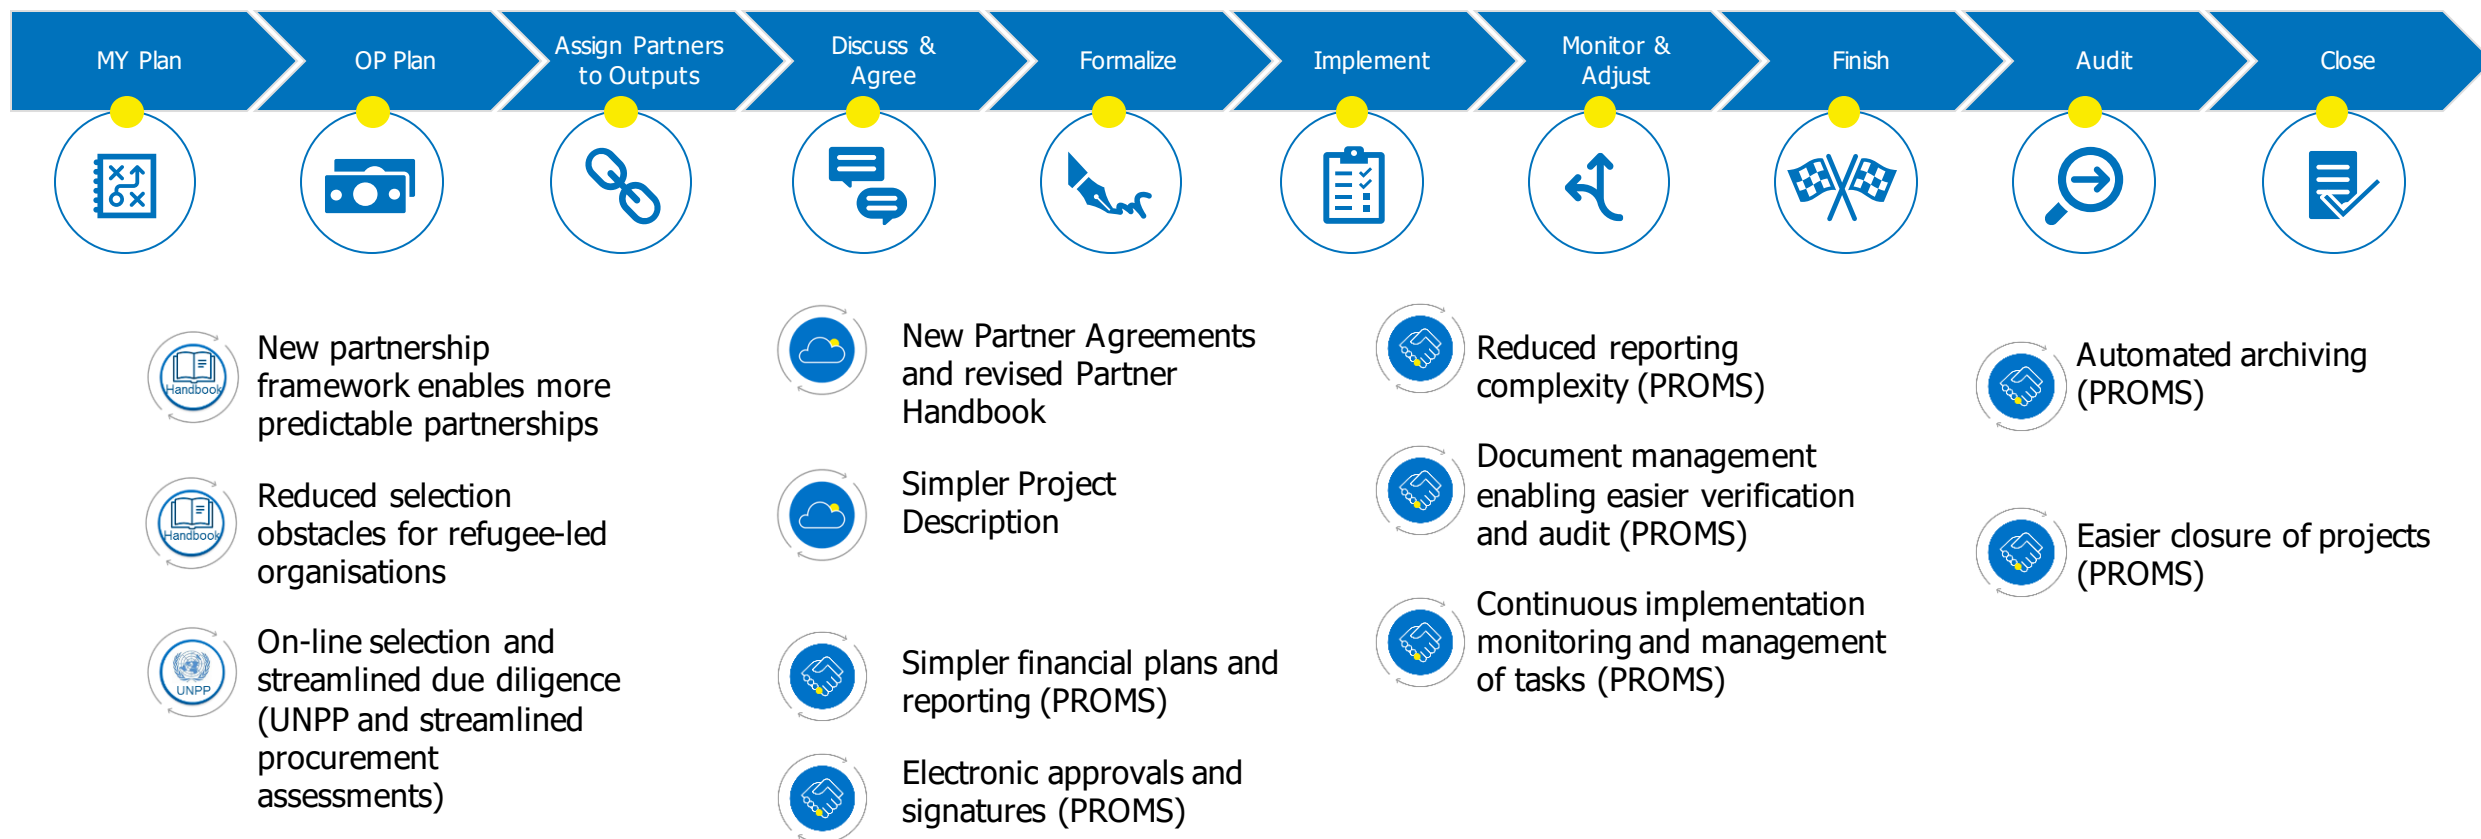 MY Plan
OP Plan
Assign Partners
to Outputs
Discuss &
Agree
Formalize
Implement
Monitor &
Adjust
Finish
Audit
Close
Handbook
New partnership
framework enables more
predictable partnerships
Handbook
Reduced selection
obstacles for refugee-led
organisations
UNPP
On-line selection and
streamlined due diligence
(UNPP and streamlined
procurement
assessments)
New Partner Agreements
and revised Partner
Handbook
Simpler Project
Description
Simpler financial plans and
reporting (PROMS)
Electronic approvals and
signatures (PROMS)
Reduced reporting
complexity (PROMS)
Document management
enabling easier verification
and audit (PROMS)
Continuous implementation
monitoring and management
of tasks (PROMS)
Automated archiving
(PROMS)
Easier closure of projects
(PROMS)